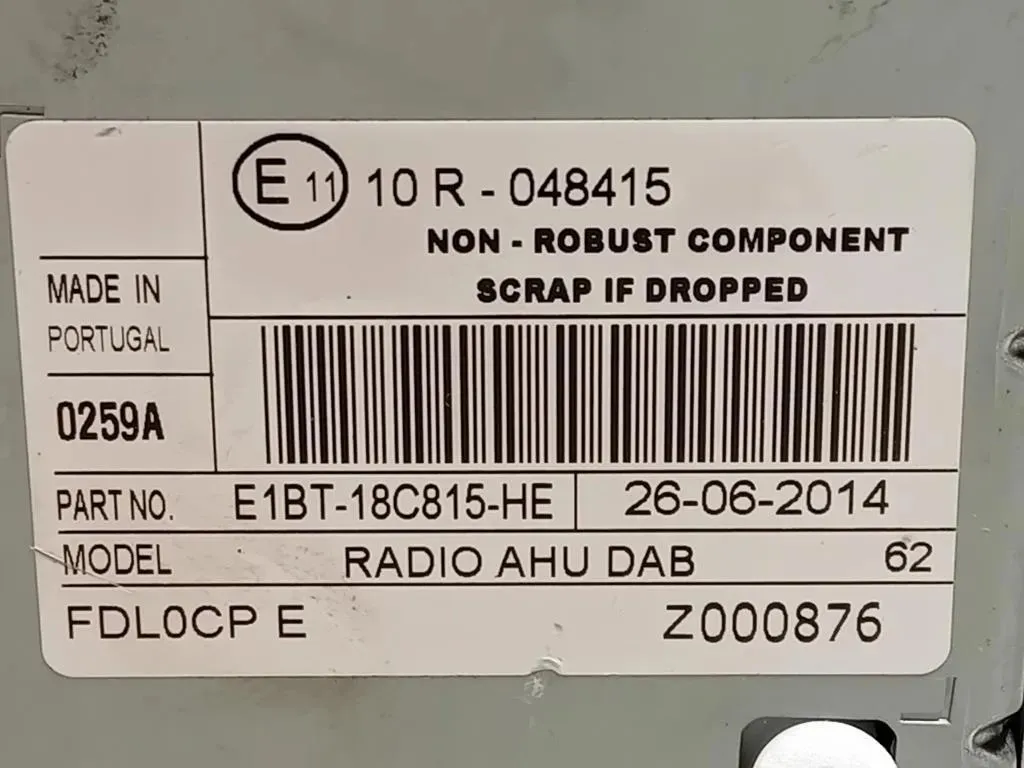 E 11 10 R - 048415
NON - ROBUST COMPONENT
SCRAP IF DROPPED
MADE IN
PORTUGAL
0259A
PART NO. E1BT-18C815-HE 26-06-2014
MODEL RADIO AHU DAB 62
FDL0CP E Z000876